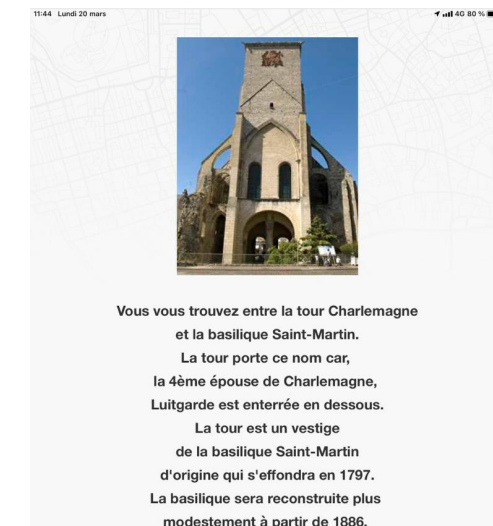 11:44 Lundi 20 mars 4G 80 %
Vous vous trouvez entre la tour Charlemagne
et la basilique Saint-Martin.
La tour porte ce nom car,
la 4ème épouse de Charlemagne,
Luitgarde est enterrée en dessous.
La tour est un vestige
de la basilique Saint-Martin
d'origine qui s'effondra en 1797.
La basilique sera reconstruite plus
modestement à partir de 1886.